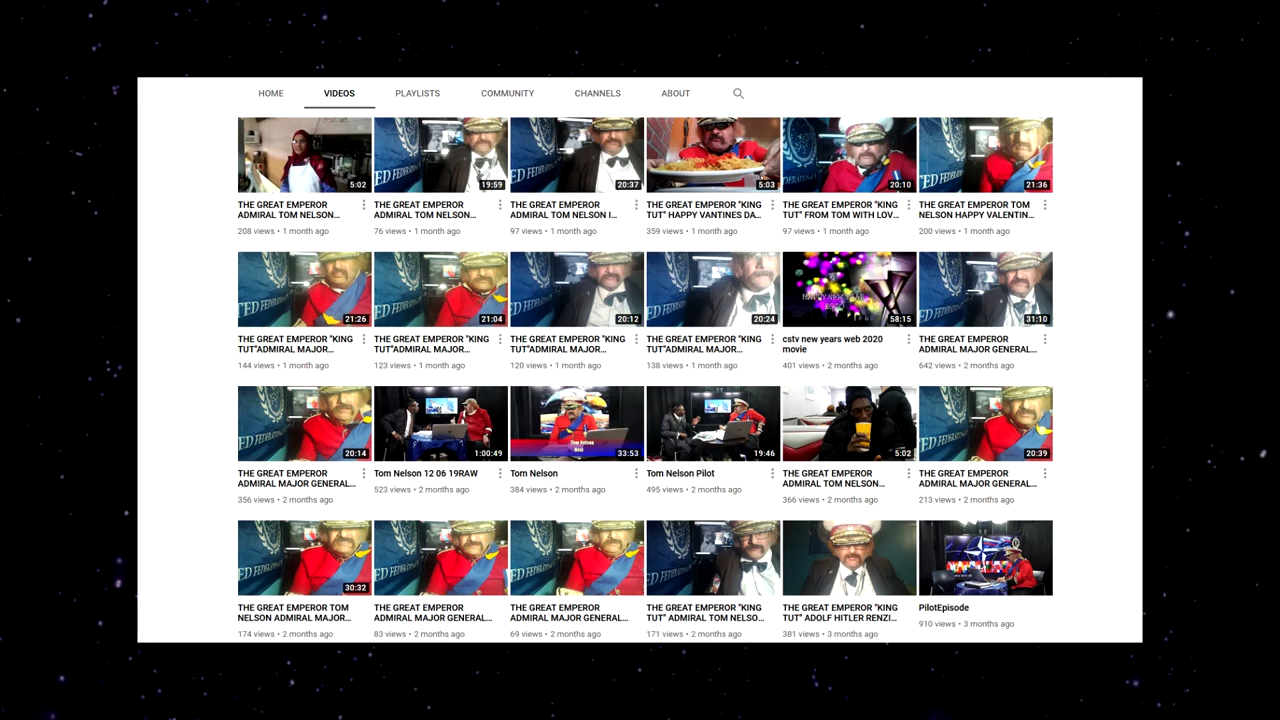 HOME VIDEOS PLAYLISTS COMMUNITY CHANNELS ABOUT
5:02 19:59 20:37 5:03 20:10 21:36
THE GREAT EMPEROR ADMIRAL TOM NELSON...
208 views • 1 month ago
THE GREAT EMPEROR ADMIRAL TOM NELSON...
76 views • 1 month ago
THE GREAT EMPEROR ADMIRAL TOM NELSON I...
97 views • 1 month ago
THE GREAT EMPEROR "KING TUT" HAPPY VANTINES DA...
359 views • 1 month ago
THE GREAT EMPEROR "KING TUT" FROM TOM WITH LOV...
97 views • 1 month ago
THE GREAT EMPEROR TOM NELSON HAPPY VALENTIN...
200 views • 1 month ago
21:26 21:04 20:12 20:24 58:15 31:10
THE GREAT EMPEROR "KING TUT"ADMIRAL MAJOR...
144 views • 1 month ago
THE GREAT EMPEROR "KING TUT"ADMIRAL MAJOR...
123 views • 1 month ago
THE GREAT EMPEROR "KING TUT"ADMIRAL MAJOR...
120 views • 1 month ago
THE GREAT EMPEROR "KING TUT"ADMIRAL MAJOR...
138 views • 1 month ago
cstv new years web 2020 movie
401 views • 2 months ago
THE GREAT EMPEROR ADMIRAL MAJOR GENERAL...
642 views • 2 months ago
20:14 1:00:49 33:53 19:46 5:02 20:39
THE GREAT EMPEROR ADMIRAL MAJOR GENERAL...
356 views • 2 months ago
Tom Nelson 12 06 19RAW
523 views • 2 months ago
Tom Nelson
384 views • 2 months ago
Tom Nelson Pilot
495 views • 2 months ago
THE GREAT EMPEROR ADMIRAL TOM NELSON...
366 views • 2 months ago
THE GREAT EMPEROR ADMIRAL MAJOR GENERAL...
213 views • 2 months ago
30:32
THE GREAT EMPEROR TOM NELSON ADMIRAL MAJOR...
174 views • 2 months ago
THE GREAT EMPEROR ADMIRAL MAJOR GENERAL...
83 views • 2 months ago
THE GREAT EMPEROR ADMIRAL MAJOR GENERAL...
69 views • 2 months ago
THE GREAT EMPEROR "KING TUT" ADMIRAL TOM NELSO...
171 views • 2 months ago
THE GREAT EMPEROR "KING TUT" ADOLF HITLER RENZI...
381 views • 3 months ago
PilotEpisode
910 views • 3 months ago